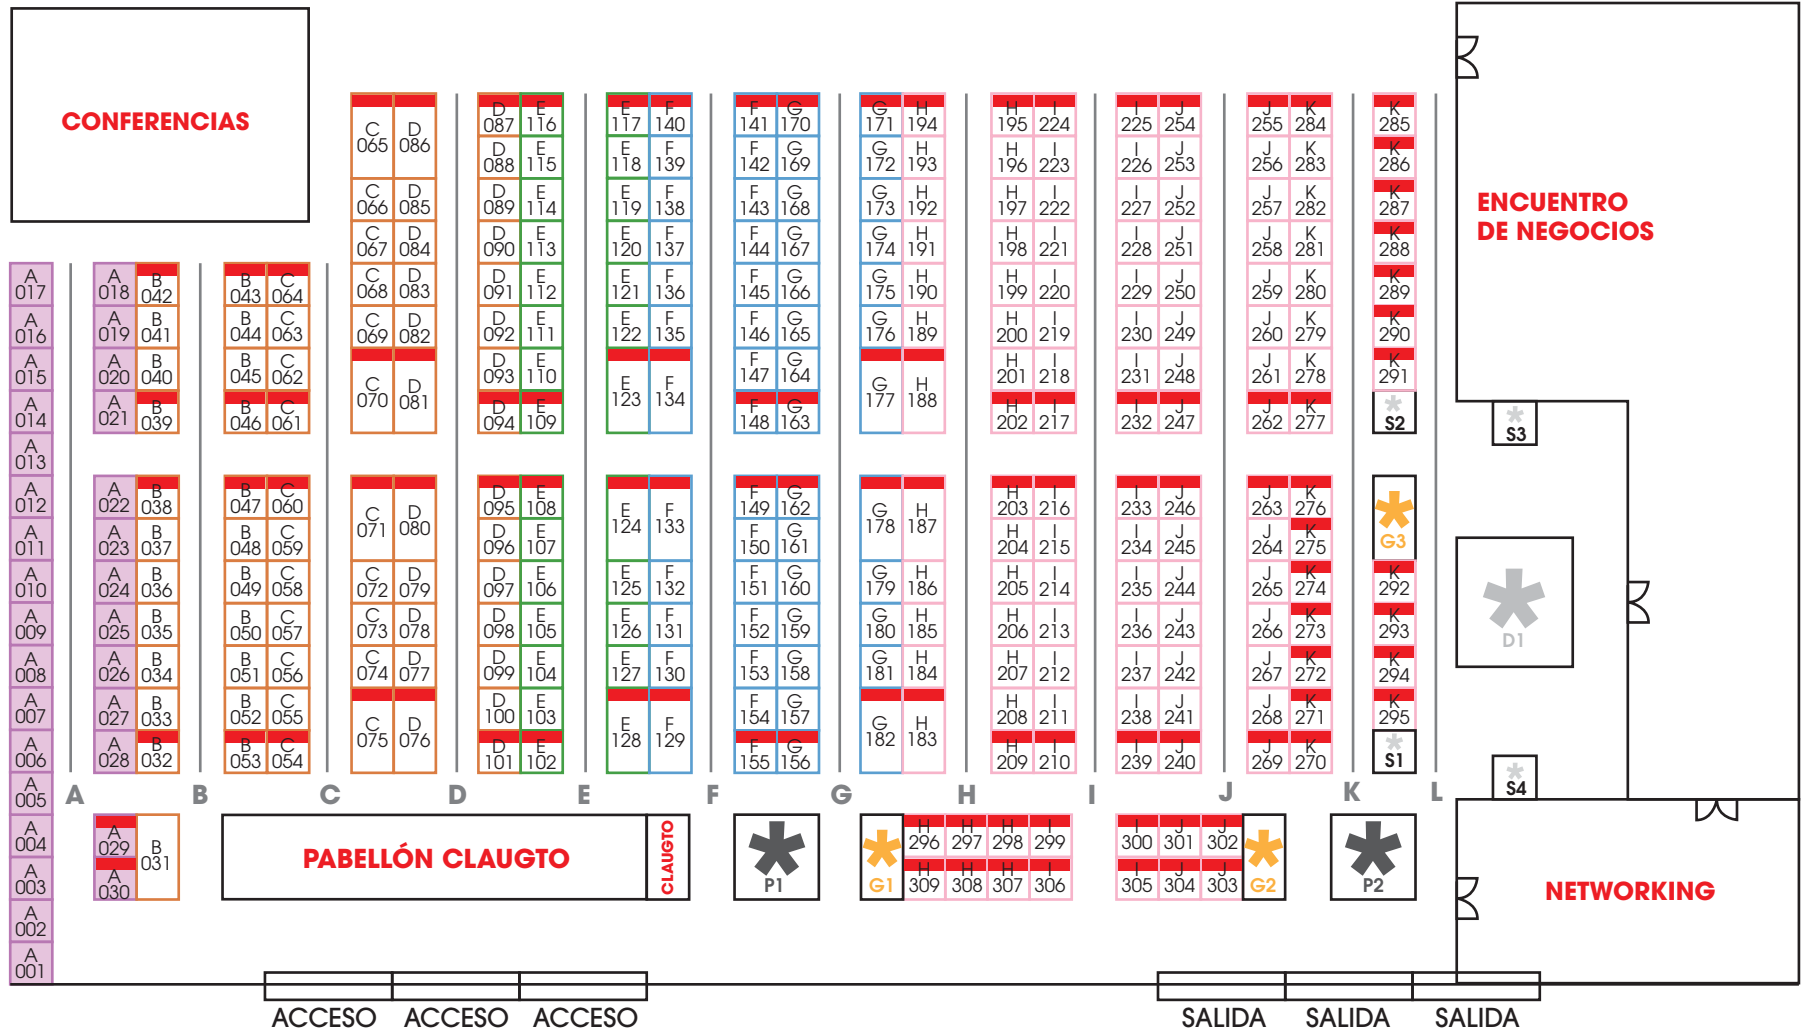 CONFERENCIAS
ENCUENTRO
DE NEGOCIOS
C
065
D
086
D
087
E
116
E
117
F
140
F
141
G
170
G
171
H
194
H
195
I
224
I
225
J
254
J
255
K
284
K
285
D
088
E
115
E
118
F
139
F
142
G
169
G
172
H
193
H
196
I
223
I
226
J
253
J
256
K
283
K
286
C
066
D
085
D
089
E
114
E
119
F
138
F
143
G
168
G
173
H
192
H
197
I
222
I
227
J
252
J
257
K
282
K
287
C
067
D
084
D
090
E
113
E
120
F
137
F
144
G
167
G
174
H
191
H
198
I
221
I
228
J
251
J
258
K
281
K
288
A
017
A
018
B
042
B
043
C
064
C
068
D
083
D
091
E
112
E
121
F
136
F
145
G
166
G
175
H
190
H
199
I
220
I
229
J
250
J
259
K
280
K
289
A
016
A
019
B
041
B
044
C
063
C
069
D
082
D
092
E
111
E
122
F
135
F
146
G
165
G
176
H
189
H
200
I
219
I
230
J
249
J
260
K
279
K
290
A
015
A
020
B
040
B
045
C
062
C
070
D
081
D
093
E
110
E
123
F
134
F
147
G
164
G
177
H
188
H
201
I
218
I
231
J
248
J
261
K
278
K
291
A
014
A
021
B
039
B
046
C
061
D
094
E
109
F
148
G
163
H
202
I
217
I
232
J
247
J
262
K
277
S2
S3
A
013
A
012
A
022
B
038
B
047
C
060
C
071
D
080
D
095
E
108
E
124
F
133
F
149
G
162
G
178
H
187
H
203
I
216
I
233
J
246
J
263
K
276
G3
A
011
A
023
B
037
B
048
C
059
D
096
E
107
F
150
G
161
H
204
I
215
I
234
J
245
J
264
K
275
A
010
A
024
B
036
B
049
C
058
C
072
D
079
D
097
E
106
E
125
F
132
F
151
G
160
G
179
H
186
H
205
I
214
I
235
J
244
J
265
K
274
K
292
A
009
A
025
B
035
B
050
C
057
C
073
D
078
D
098
E
105
E
126
F
131
F
152
G
159
G
180
H
185
H
206
I
213
I
236
J
243
J
266
K
273
K
293
D1
A
008
A
026
B
034
B
051
C
056
C
074
D
077
D
099
E
104
E
127
F
130
F
153
G
158
G
181
H
184
H
207
I
212
I
237
J
242
J
267
K
272
K
294
A
007
A
027
B
033
B
052
C
055
C
075
D
076
D
100
E
103
E
128
F
129
F
154
G
157
G
182
H
183
H
208
I
211
I
238
J
241
J
268
K
271
K
295
A
006
A
028
B
032
B
053
C
054
D
101
E
102
F
155
G
156
H
209
I
210
I
239
J
240
J
269
K
270
S1
S4
A
005
A B C D E F G H I J K L
A
004
A
029
B
031
PABELLÓN CLAUGTO
CLAUGTO
P1
G1
H
296
H
297
H
298
I
299
I
300
J
301
J
302
G2
P2
NETWORKING
A
003
A
030
H
309
H
308
H
307
I
306
I
305
J
304
J
303
A
002
A
001
ACCESO ACCESO ACCESO SALIDA SALIDA SALIDA